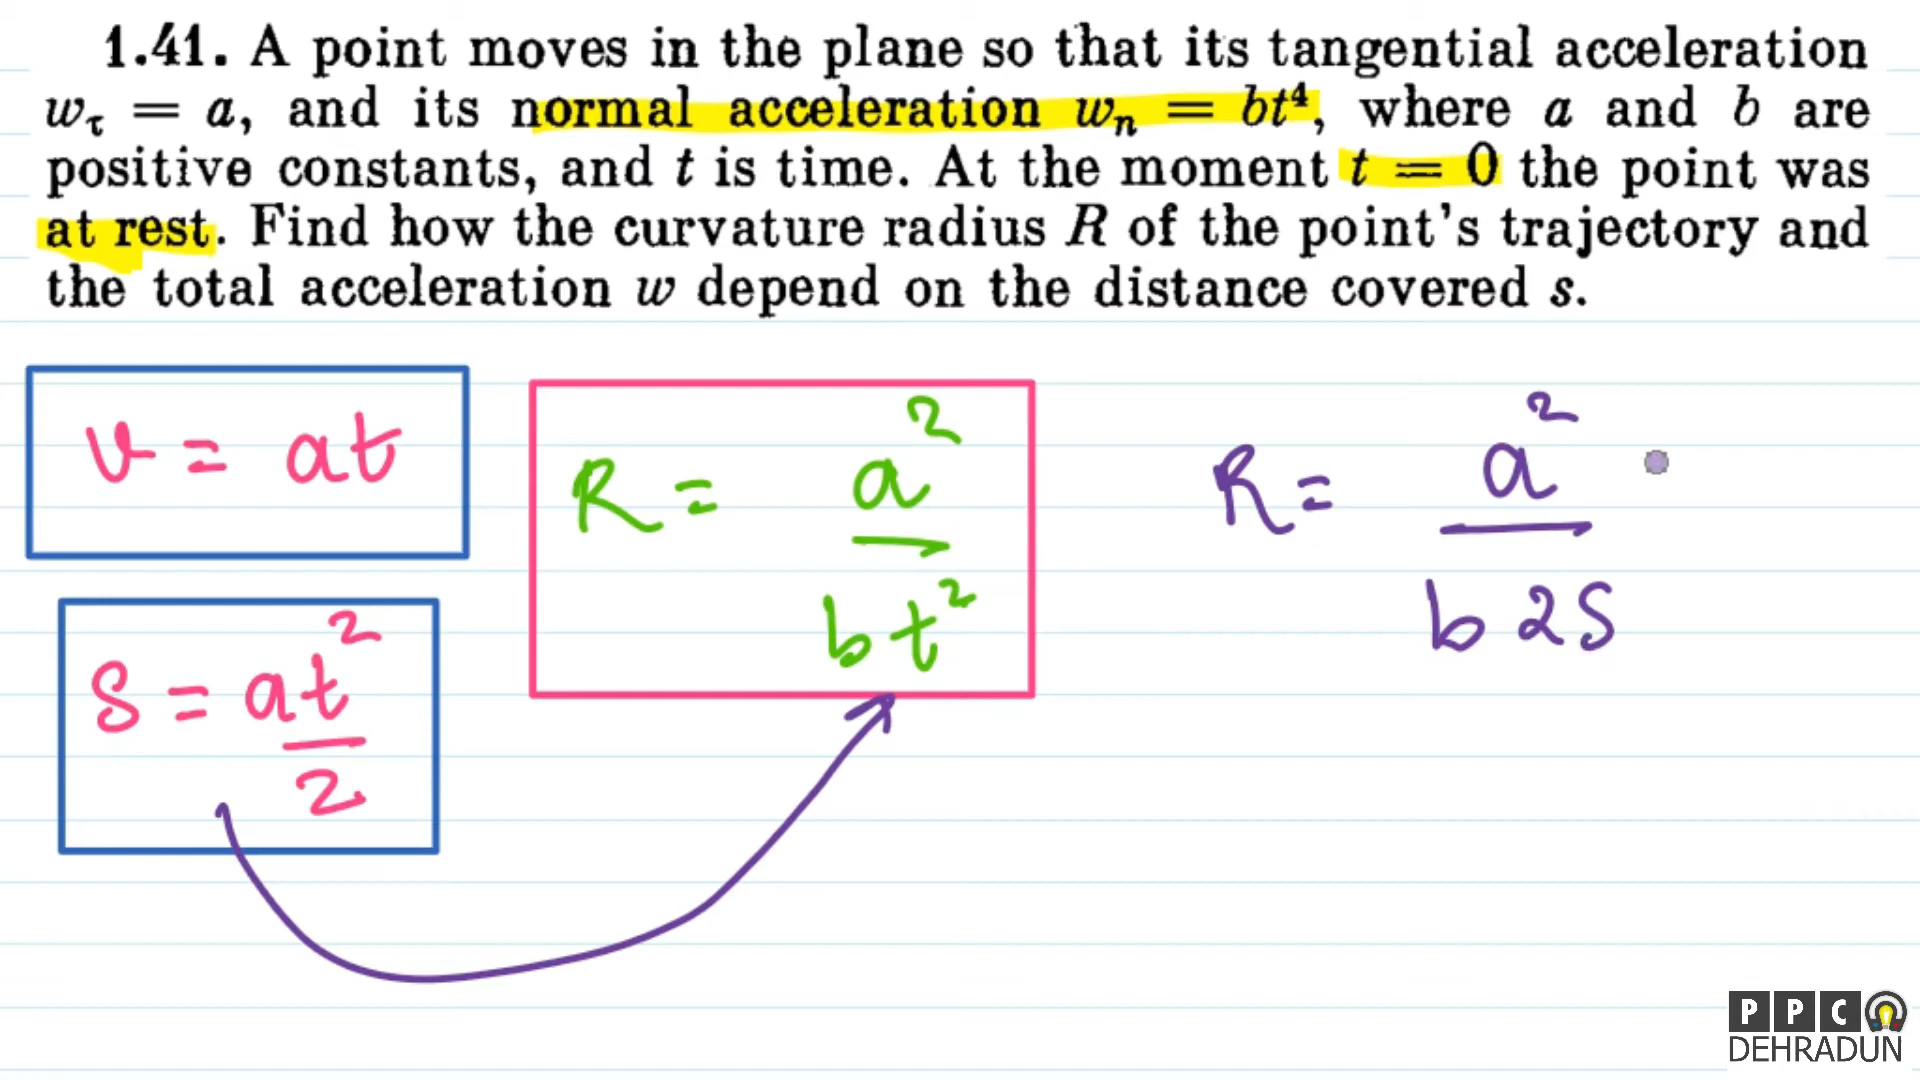 1.41. A point moves in the plane so that its tangential acceleration
wτ = a, and its normal acceleration wn = bt⁴, where a and b are
positive constants, and t is time. At the moment t = 0 the point was
at rest. Find how the curvature radius R of the point's trajectory and
the total acceleration w depend on the distance covered s.
v = at
S = at²
2
R = a²
bt²
R = a²
b2S
PPC
DEHRADUN